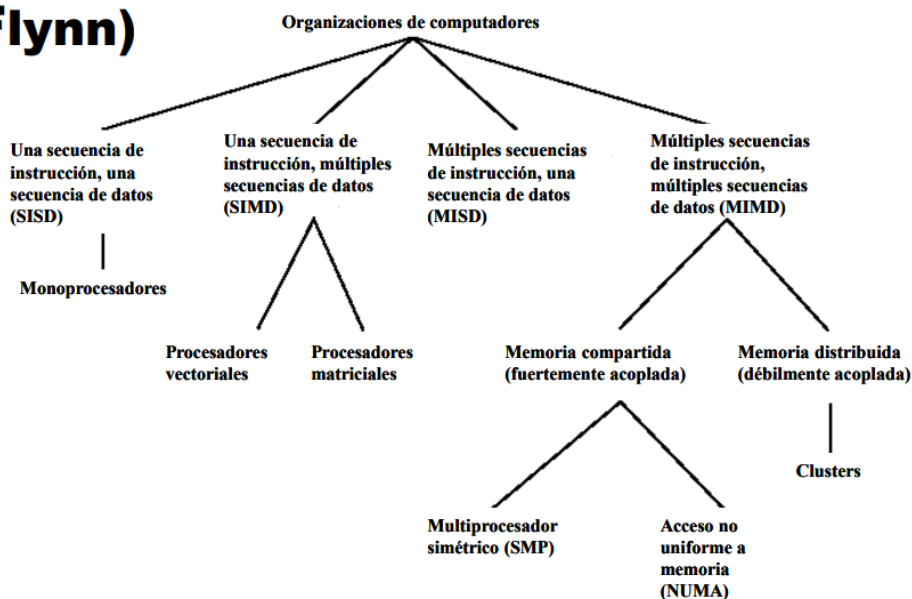 Flynn)
Organizaciones de computadores
Una secuencia de
instrucción, una
secuencia de datos
(SISD)
Una secuencia de
instrucción, múltiples
secuencias de datos
(SIMD)
Múltiples secuencias
de instrucción, una
secuencia de datos
(MISD)
Múltiples secuencias
de instrucción,
múltiples secuencias
de datos (MIMD)
Monoprocesadores
Procesadores
vectoriales
Procesadores
matriciales
Memoria compartida
(fuertemente acoplada)
Memoria distribuida
(débilmente acoplada)
Clusters
Multiprocesador
simétrico (SMP)
Acceso no
uniforme a
memoria
(NUMA)